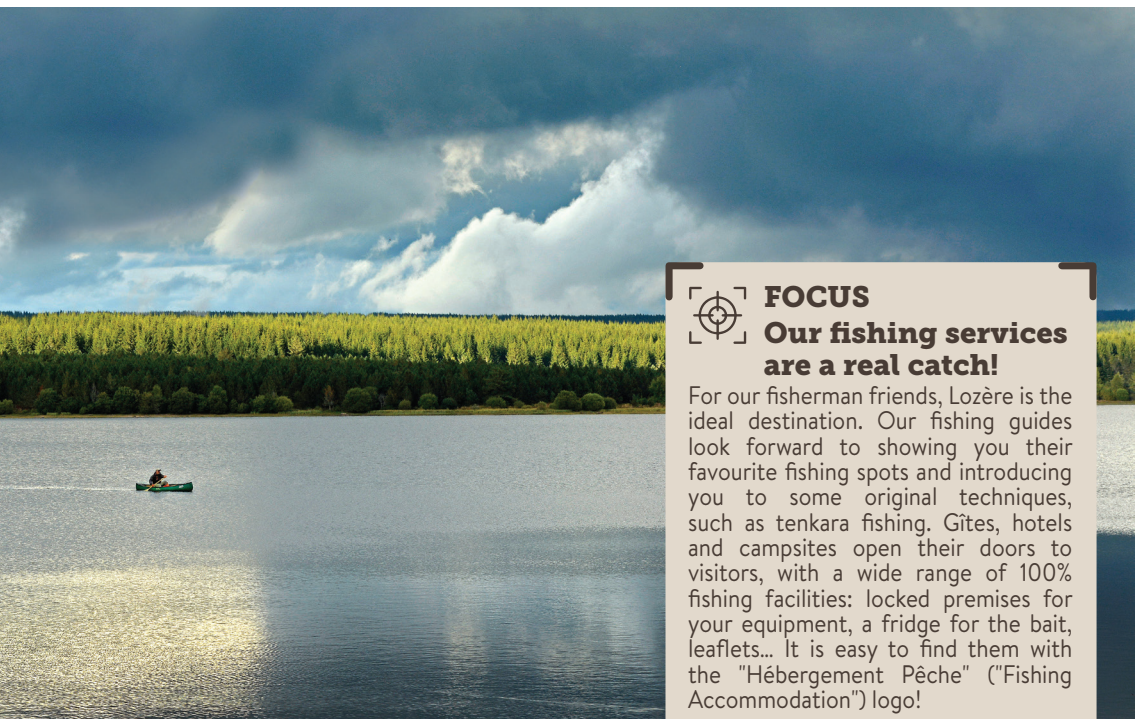 FOCUS
Our fishing services
are a real catch!
For our fisherman friends, Lozère is the
ideal destination. Our fishing guides
look forward to showing you their
favourite fishing spots and introducing
you to some original techniques,
such as tenkara fishing. Gîtes, hotels
and campsites open their doors to
visitors, with a wide range of 100%
fishing facilities: locked premises for
your equipment, a fridge for the bait,
leaflets... It is easy to find them with
the "Hébergement Pêche" ("Fishing
Accommodation") logo!